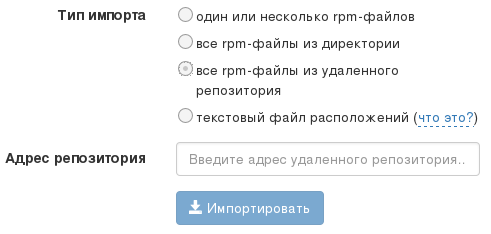 Тип импорта
один или несколько rpm-файлов
все rpm-файлы из директории
все rpm-файлы из удаленного
репозитория
текстовый файл расположений (что это?)
Адрес репозитория
Введите адрес удаленного репозитория..
Импортировать